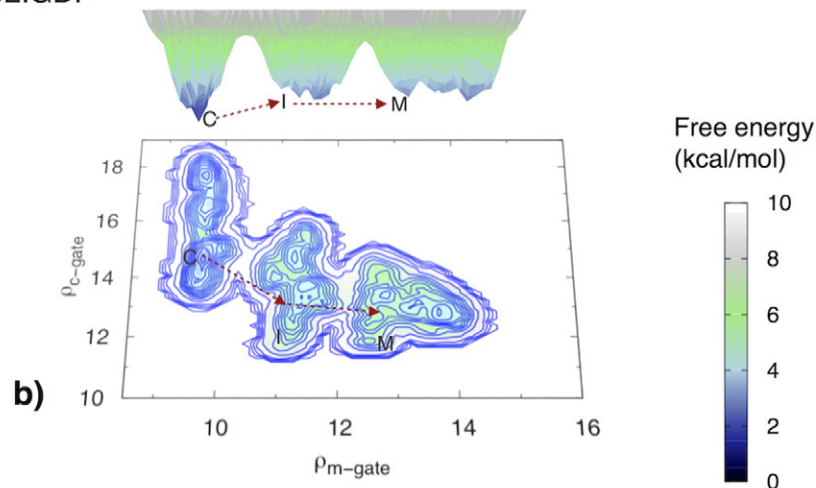 C
I
M
Free energy
(kcal/mol)
18
16
14
12
10
ρc-gate
C
I
M
10
12
14
16
ρm-gate
10
8
6
4
2
0
b)